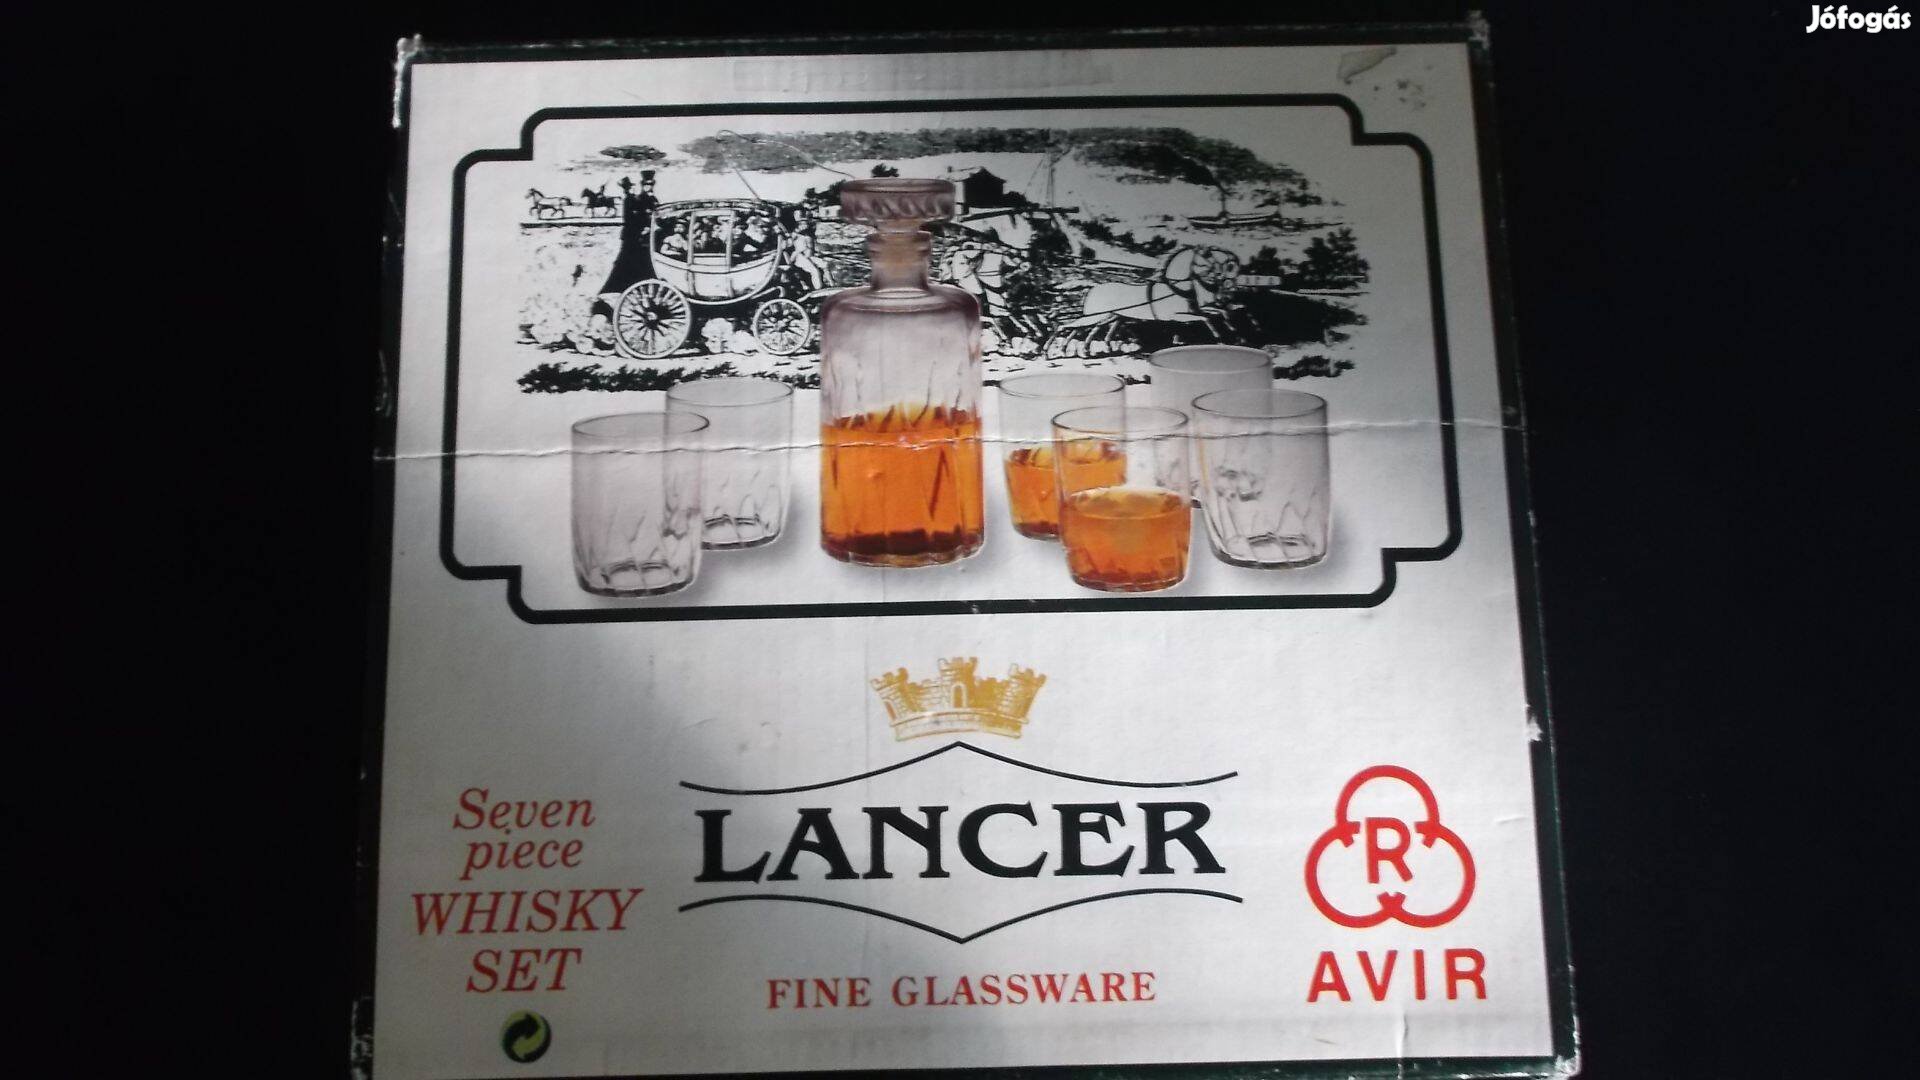 Jófogás
LANCER
Seven
piece
WHISKY
SET
FINE GLASSWARE
R
AVIR